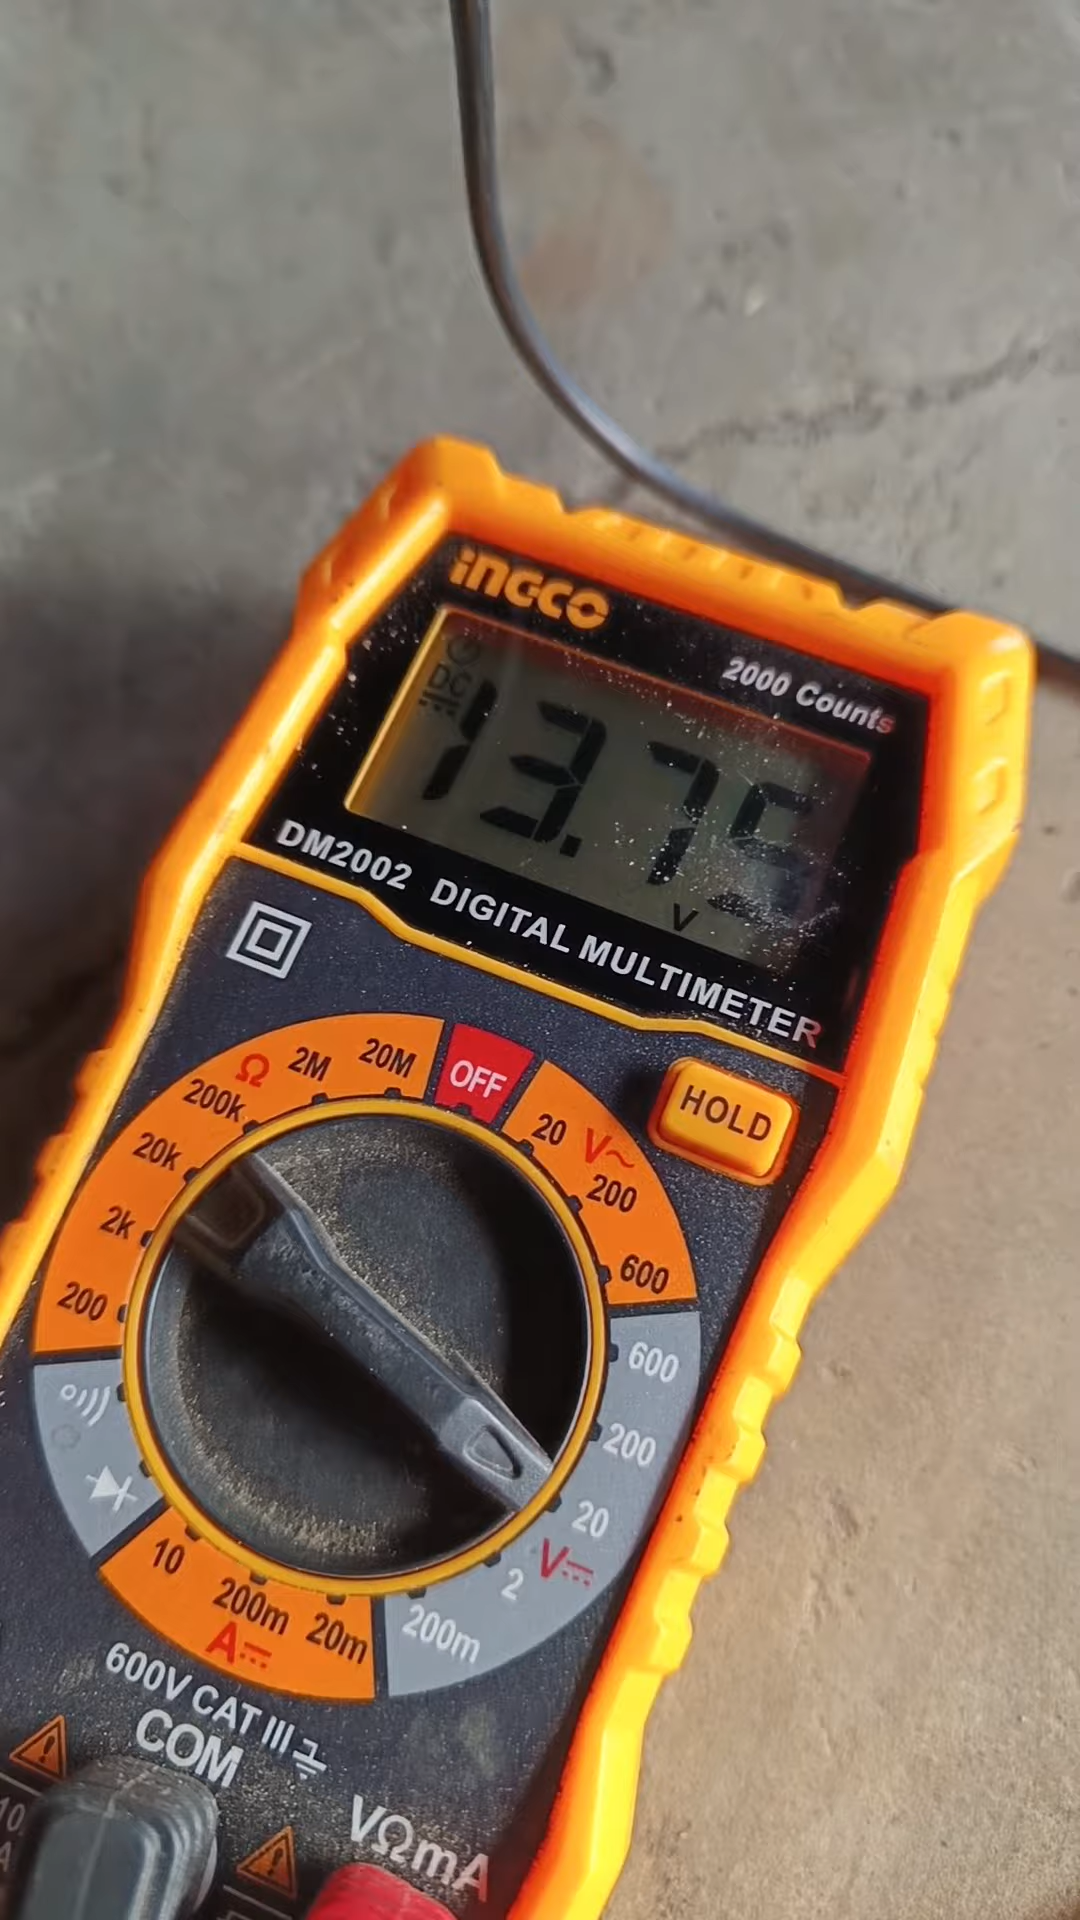 INGCO
2000 Counts
DC
13.75
V
DM2002 DIGITAL MULTIMETER
OFF
HOLD
Ω
200k
2M
20M
20k
2k
200
20
V~
200
600
600
200
20
V
2
200m
10
200m
20m
A
600V CAT III
COM
VΩmA
10
A